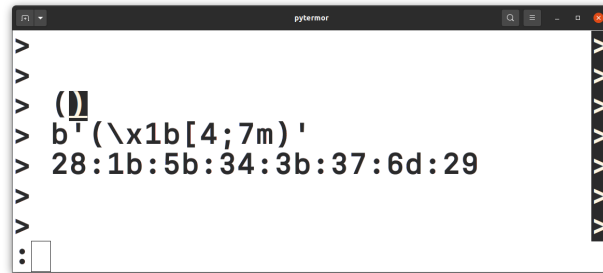 pytermor
> >
> >
> () >
> b'(\x1b[4;7m)' >
> 28:1b:5b:34:3b:37:6d:29 >
> >
> >
: